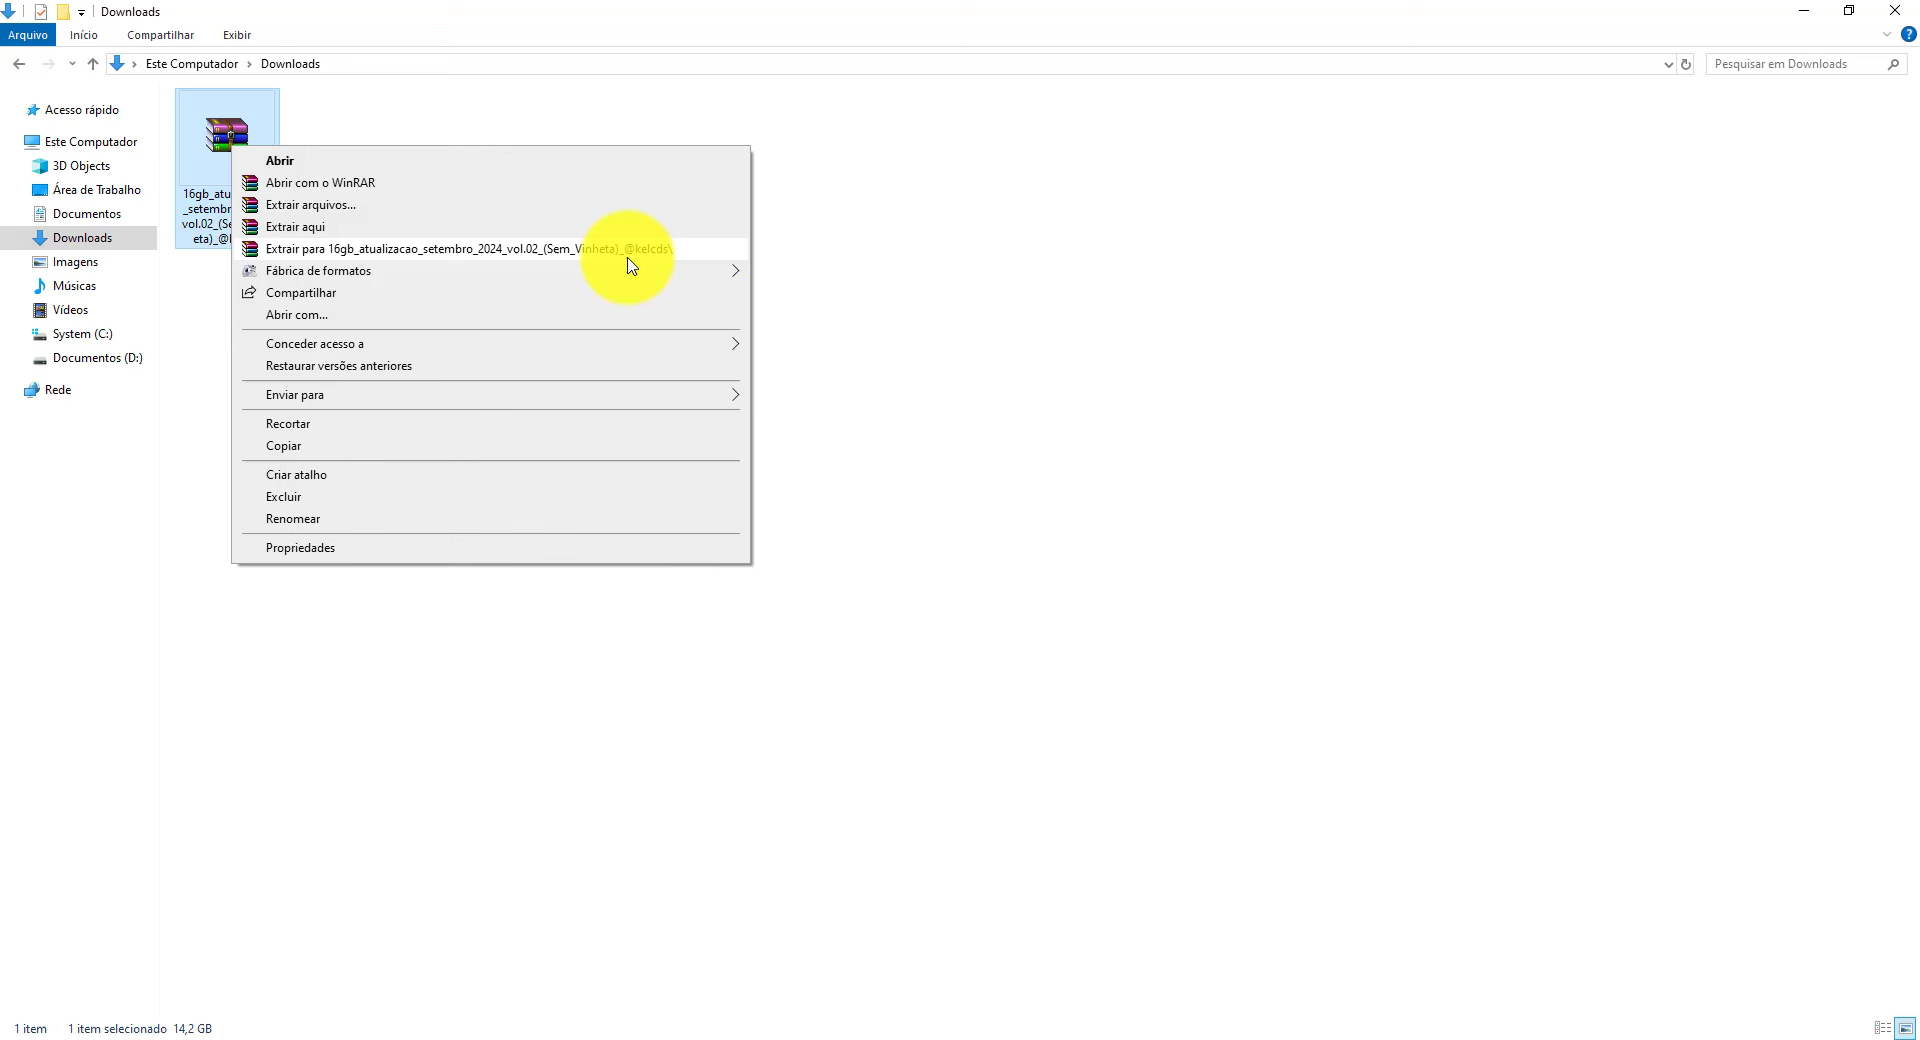 Downloads
Arquivo
Início
Compartilhar
Exibir
Este Computador
Downloads
Pesquisar em Downloads
Acesso rápido
Este Computador
3D Objects
Área de Trabalho
Documentos
Downloads
Imagens
Músicas
Vídeos
System (C:)
Documentos (D:)
Rede
16gb_atu
_setembr
vol.02_(Se
eta)_@k
Abrir
Abrir com o WinRAR
Extrair arquivos...
Extrair aqui
Extrair para 16gb_atualizacao_setembro_2024_vol.02_(Sem_Vinheta)_@kelcds\
Fábrica de formatos
Compartilhar
Abrir com...
Conceder acesso a
Restaurar versões anteriores
Enviar para
Recortar
Copiar
Criar atalho
Excluir
Renomear
Propriedades
1 item
1 item selecionado 14,2 GB